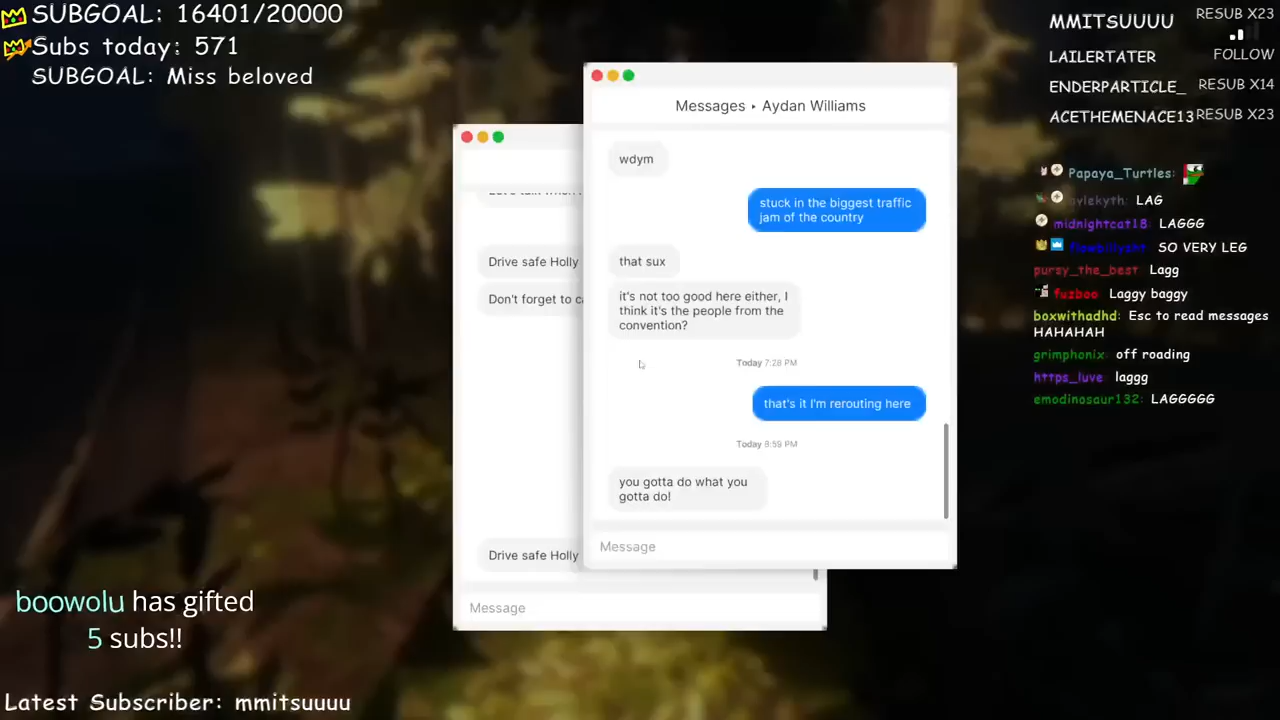 SUBGOAL: 16401/20000
Subs today: 571
SUBGOAL: Miss beloved
MMITSUUUU RESUB X23
LAILERTATER FOLLOW
ENDERPARTICLE_ RESUB X14
ACETHEMENACE13 RESUB X23
Papaya_Turtles:
LAG
midnightcat18: LAGGG
SO VERY LEG
pursy_the_best Lagg
fuzboo Laggy baggy
boxwithadhd: Esc to read messages
HAHAHAH
grimphonix: off roading
https_luve laggg
emodinosaur132: LAGGGGG
Messages ▸ Aydan Williams
wdym
stuck in the biggest traffic
jam of the country
that sux
it's not too good here either, I
think it's the people from the
convention?
Today 7:28 PM
that's it I'm rerouting here
Today 8:59 PM
you gotta do what you
gotta do!
Message
Drive safe Holly
Don't forget to
Drive safe Holly
Message
boowolu has gifted
5 subs!!
Latest Subscriber: mmitsuuuu